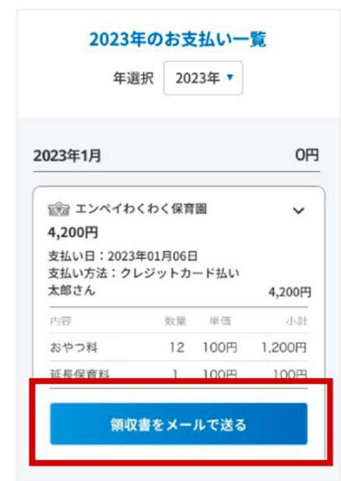 2023年のお支払い一覧
年選択 2023年 ▼
2023年1月 0円
エンペイわくわく保育園
4,200円
支払い日：2023年01月06日
支払い方法：クレジットカード払い
太郎さん 4,200円
内容 数量 単価 小計
おやつ料 12 100円 1,200円
延長保育料 1 100円 100円
領収書をメールで送る